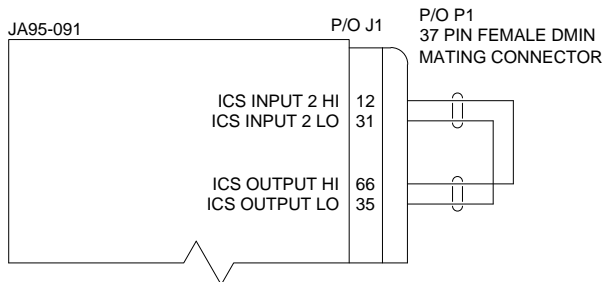 JA95-091
P/O J1
P/O P1
37 PIN FEMALE DMIN
MATING CONNECTOR
ICS INPUT 2 HI 12
ICS INPUT 2 LO 31
ICS OUTPUT HI 66
ICS OUTPUT LO 35